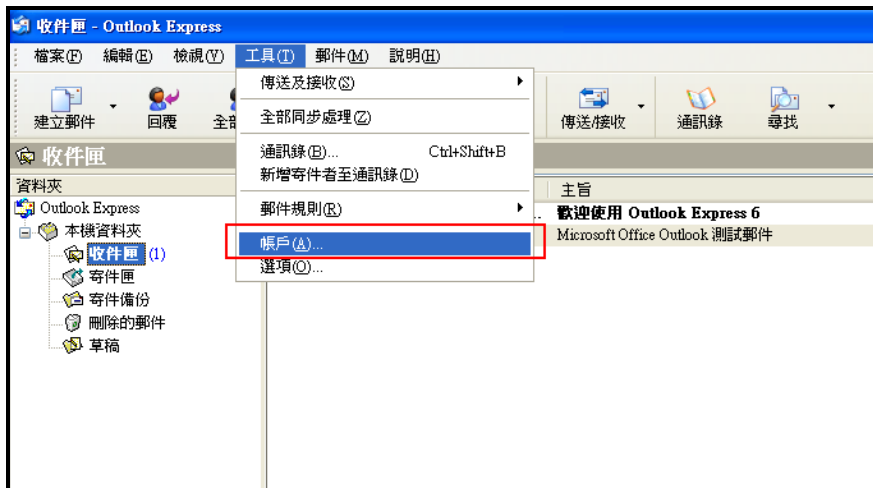 收件匣 - Outlook Express
檔案(F) 編輯(E) 檢視(V) 工具(T) 郵件(M) 說明(H)
建立郵件 回覆 全部 傳送/接收 通訊錄 尋找
傳送及接收(S)
全部同步處理(Z)
通訊錄(B)... Ctrl+Shift+B
新增寄件者至通訊錄(D)
郵件規則(R)
帳戶(A)...
選項(O)...
收件匣
資料夾
Outlook Express
本機資料夾
收件匣 (1)
寄件匣
寄件備份
刪除的郵件
草稿
主旨
... 歡迎使用 Outlook Express 6
Microsoft Office Outlook 測試郵件